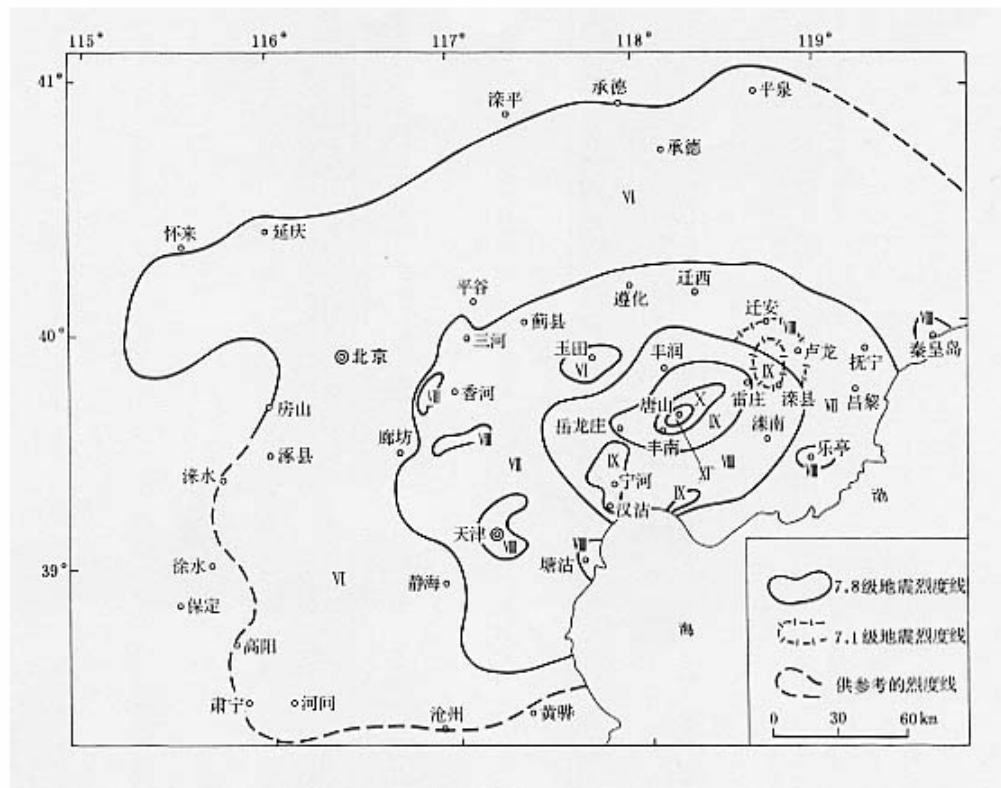 115° 116° 117° 118° 119°
41°
承德
平泉
滦平
承德
Ⅵ
怀来
延庆
迁西
平谷
遵化
蓟县
迁安
Ⅷ
Ⅷ
40°
三河
玉田
丰润
卢龙
秦皇岛
北京
Ⅵ
Ⅸ
抚宁
香河
雷庄
滦县
Ⅷ
Ⅹ
Ⅶ
昌黎
房山
唐山
岳龙庄
Ⅸ
滦南
廊坊
Ⅷ
丰南
乐亭
涿县
Ⅶ
Ⅸ
Ⅷ
Ⅺ
Ⅷ
涞水
宁河
Ⅸ
渤
汉沽
天津
Ⅷ
Ⅷ
39°
涂水
Ⅵ
静海
塘沽
保定
7.8级地震烈度线
海
高阳
7.1级地震烈度线
供参考的烈度线
肃宁
河间
沧州
黄骅
0 30 60km